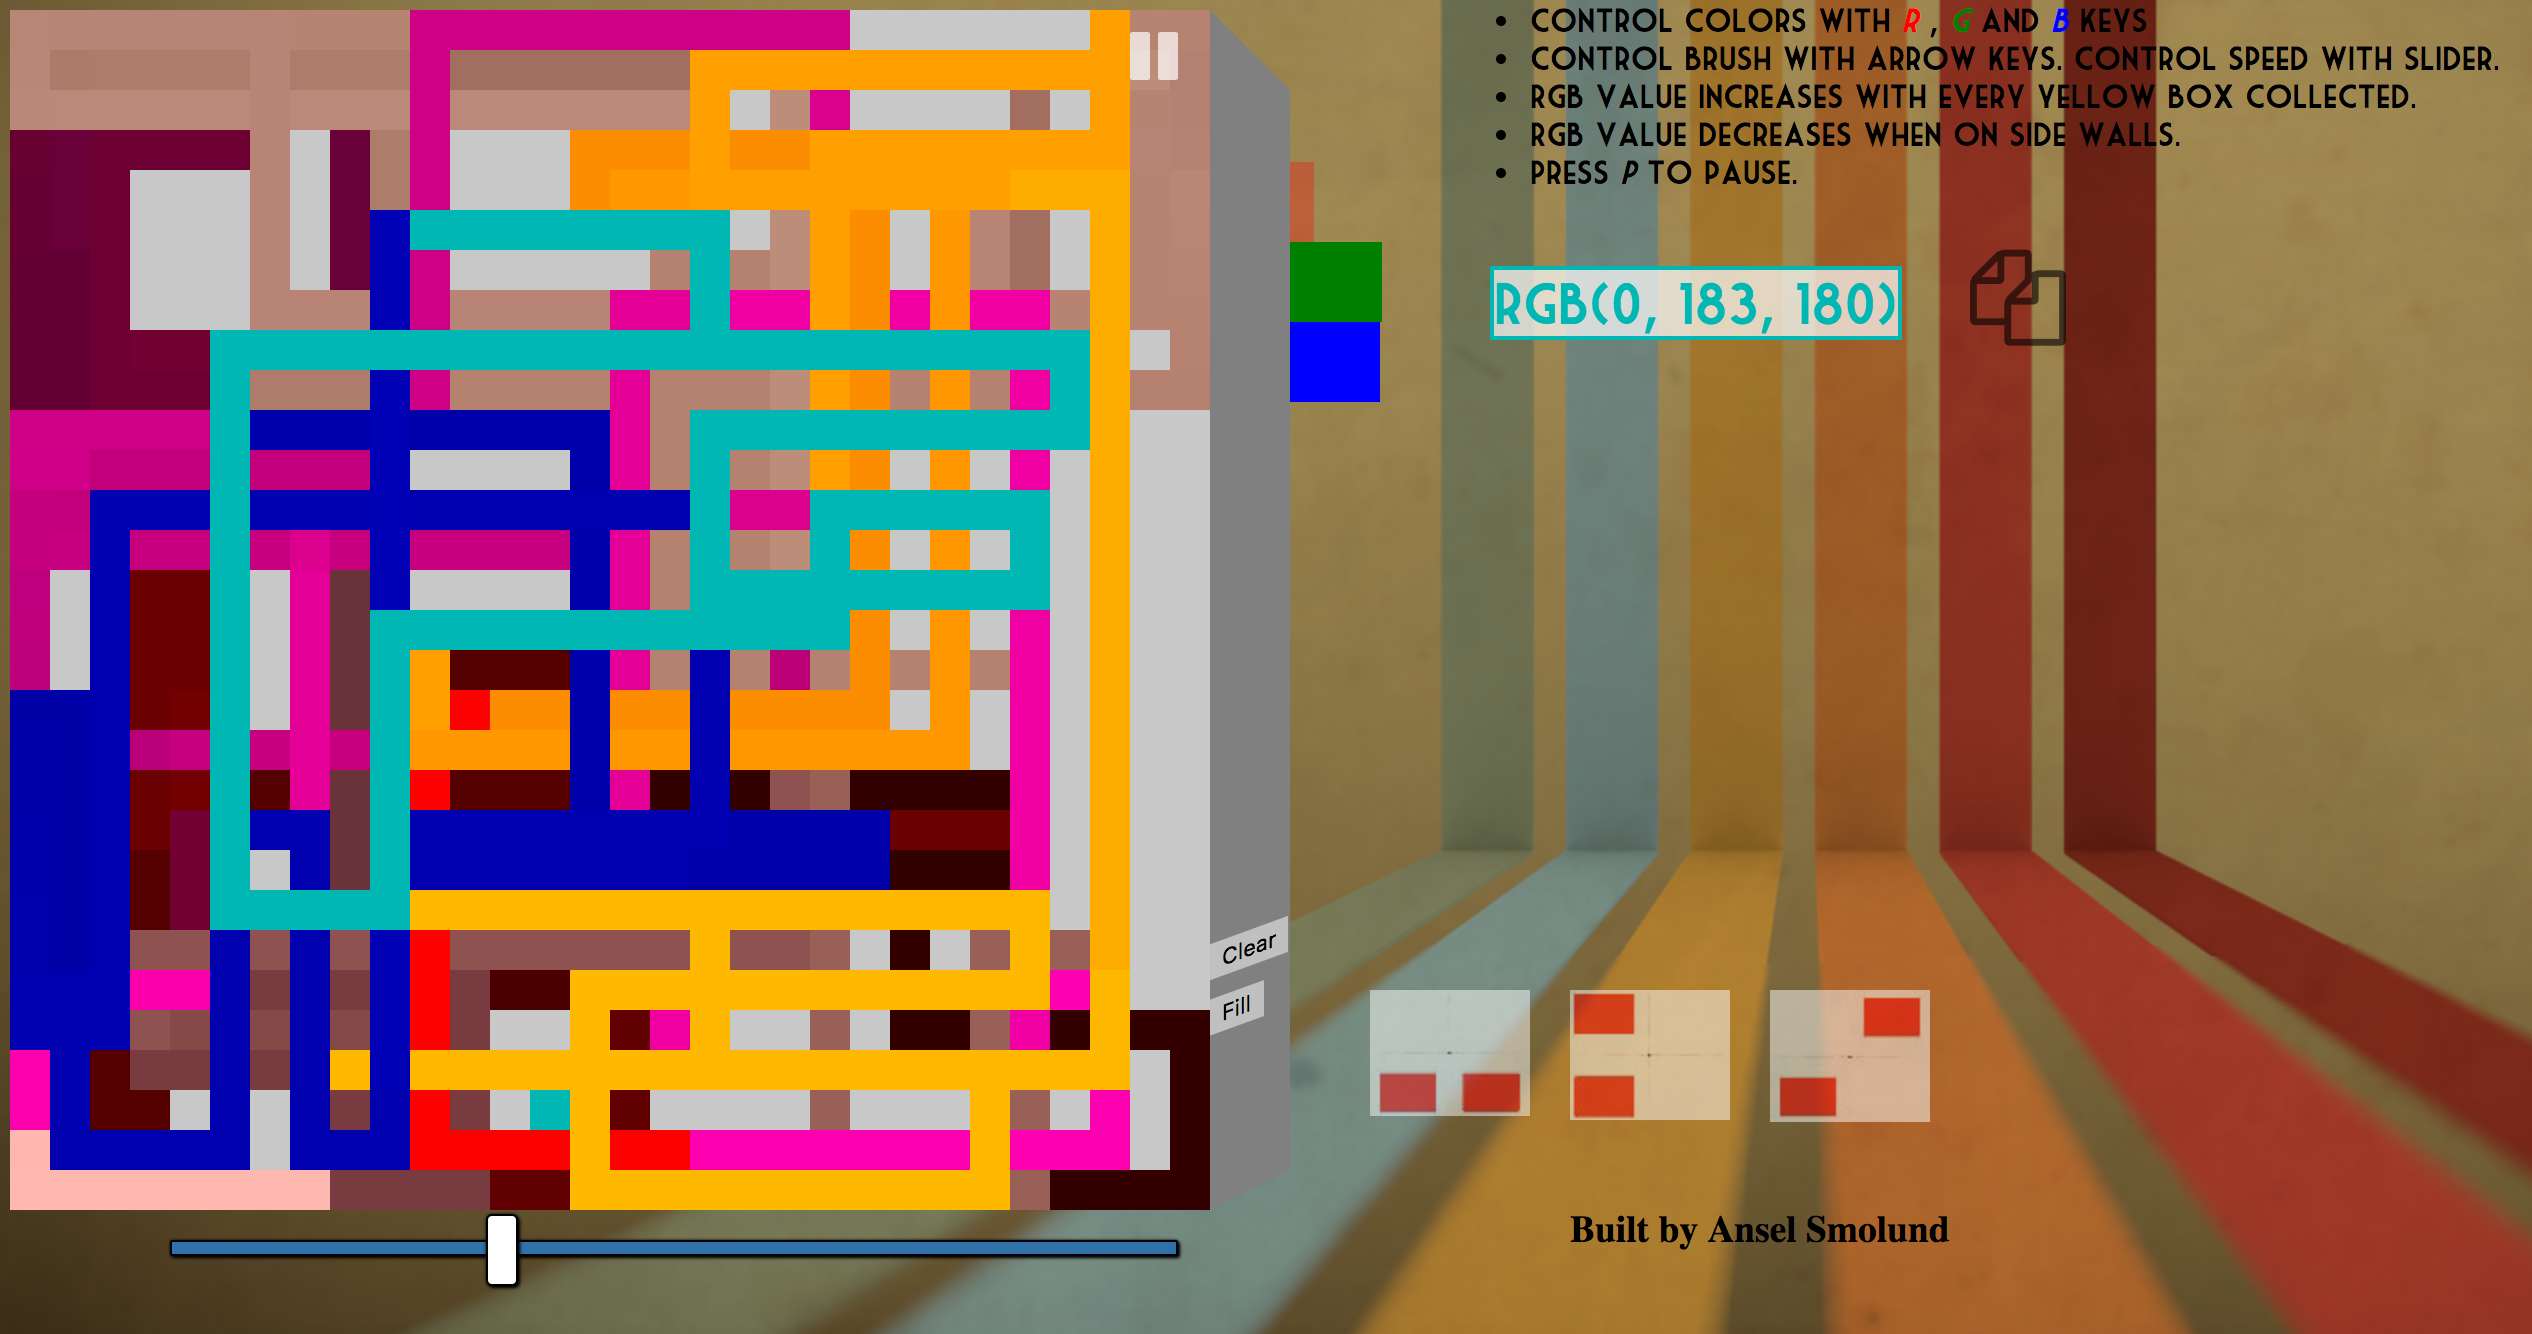 CONTROL COLORS WITH R , G AND B KEYS
CONTROL BRUSH WITH ARROW KEYS. CONTROL SPEED WITH SLIDER.
RGB VALUE INCREASES WITH EVERY YELLOW BOX COLLECTED.
RGB VALUE DECREASES WHEN ON SIDE WALLS.
PRESS P TO PAUSE.
RGB(0, 183, 180)
Clear
Fill
Built by Ansel Smolund